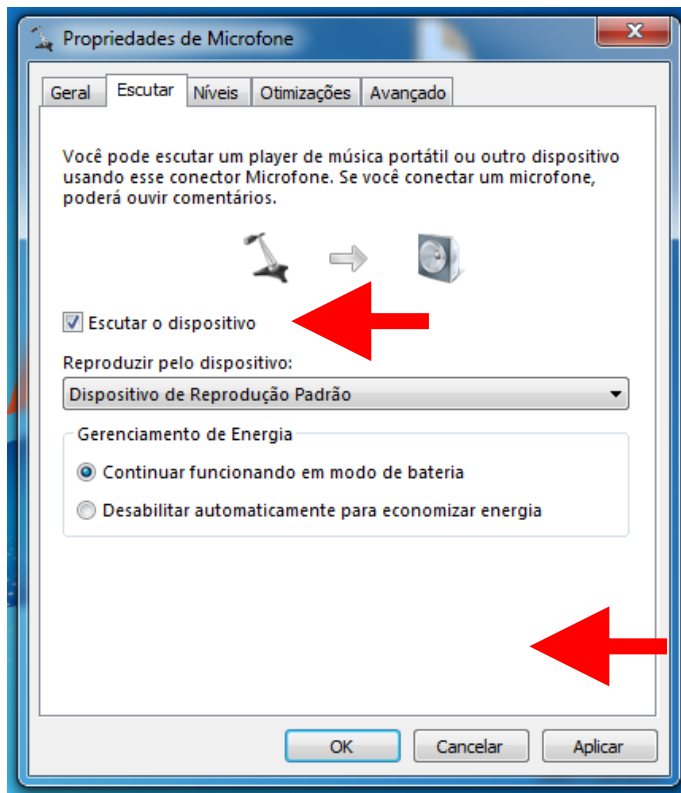 Propriedades de Microfone
Geral Escutar Níveis Otimizações Avançado
Você pode escutar um player de música portátil ou outro dispositivo
usando esse conector Microfone. Se você conectar um microfone,
poderá ouvir comentários.
Escutar o dispositivo
Reproduzir pelo dispositivo:
Dispositivo de Reprodução Padrão
Gerenciamento de Energia
Continuar funcionando em modo de bateria
Desabilitar automaticamente para economizar energia
OK Cancelar Aplicar